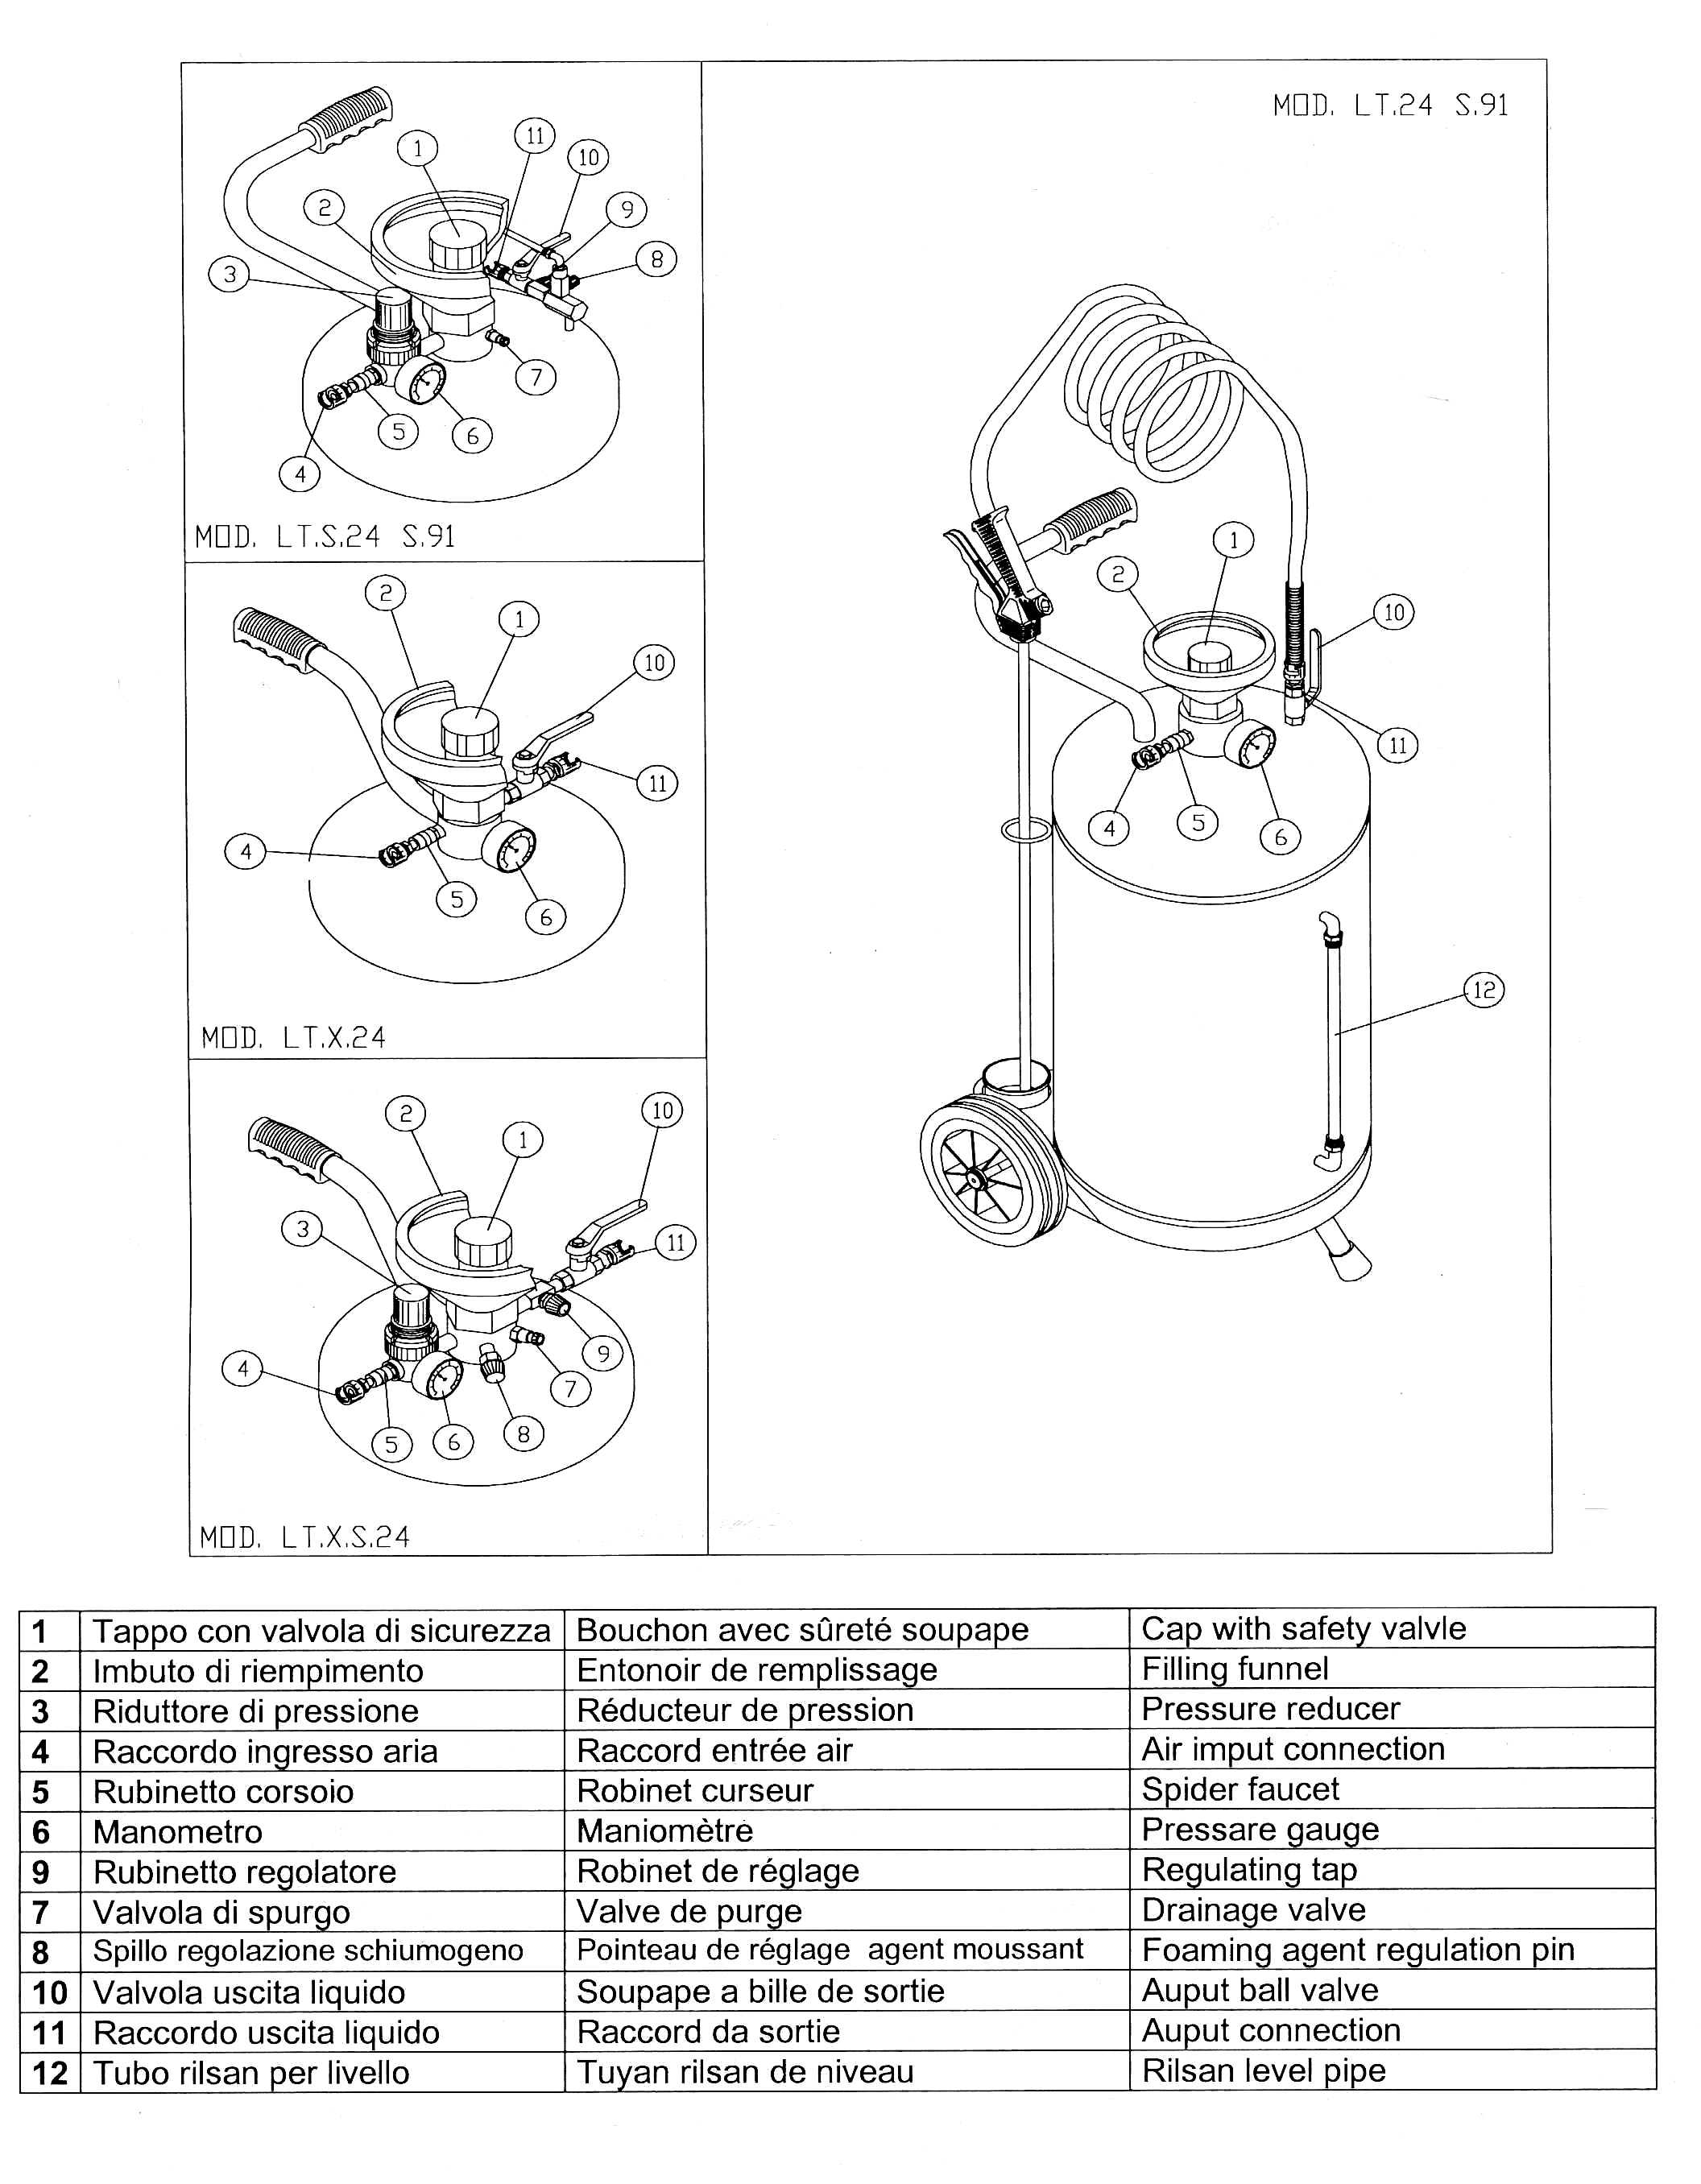 1
11
10
2
9
3
8
7
5
6
4
MOD. LT.S.24 S.91
2
1
10
11
4
5
6
MOD. LT.X.24
2
10
1
3
11
9
4
7
8
5
6
MOD. LT.X.S.24
MOD. LT.24 S.91
1
2
10
11
4
5
6
12
1 Tappo con valvola di sicurezza Bouchon avec sûreté soupape Cap with safety valvle
2 Imbuto di riempimento Entonoir de remplissage Filling funnel
3 Riduttore di pressione Réducteur de pression Pressure reducer
4 Raccordo ingresso aria Raccord entrée air Air imput connection
5 Rubinetto corsoio Robinet curseur Spider faucet
6 Manometro Maniomètre Pressare gauge
9 Rubinetto regolatore Robinet de réglage Regulating tap
7 Valvola di spurgo Valve de purge Drainage valve
8 Spillo regolazione schiumogeno Pointeau de réglage agent moussant Foaming agent regulation pin
10 Valvola uscita liquido Soupape a bille de sortie Auput ball valve
11 Raccordo uscita liquido Raccord da sortie Auput connection
12 Tubo rilsan per livello Tuyan rilsan de niveau Rilsan level pipe